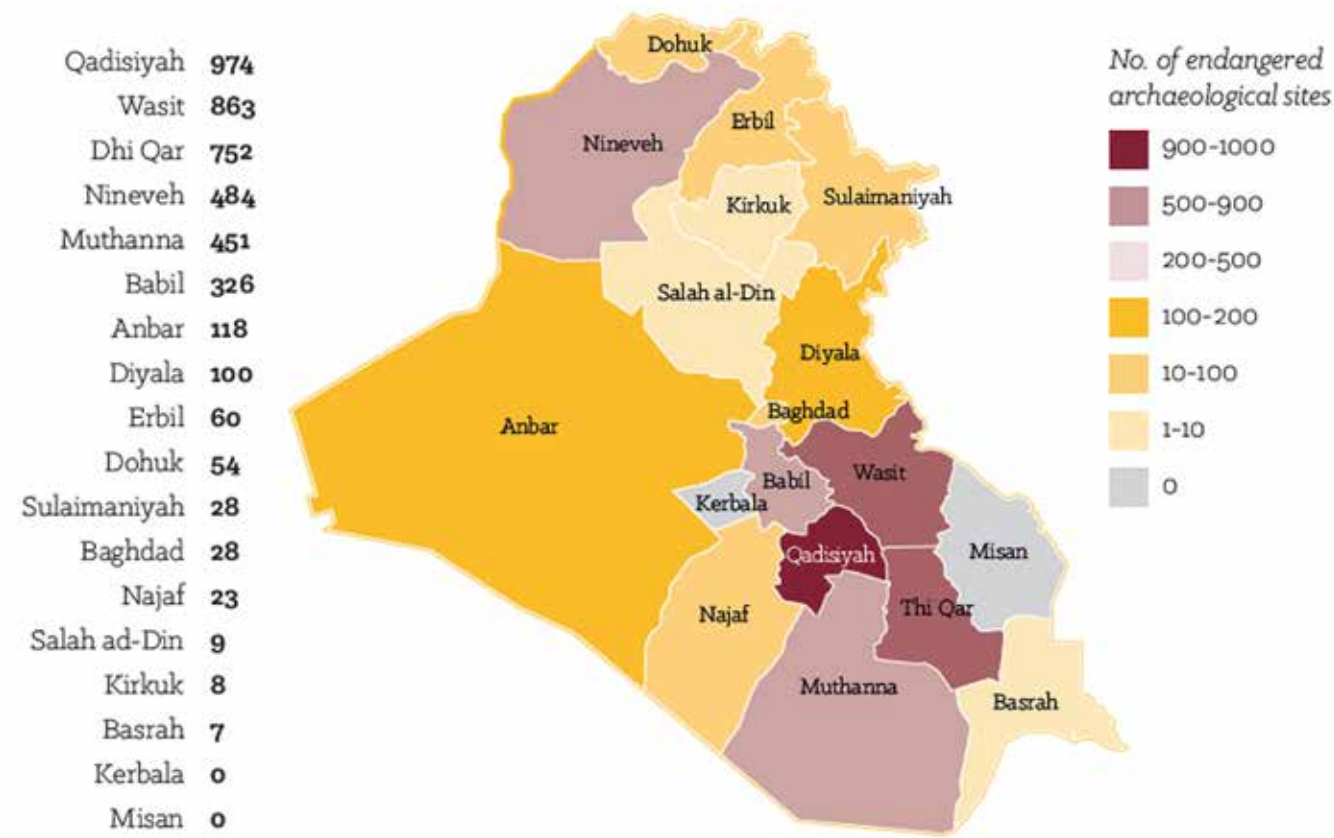 Qadisiyah 974
Wasit 863
Dhi Qar 752
Nineveh 484
Muthanna 451
Babil 326
Anbar 118
Diyala 100
Erbil 60
Dohuk 54
Sulaimaniyah 28
Baghdad 28
Najaf 23
Salah ad-Din 9
Kirkuk 8
Basrah 7
Kerbala 0
Misan 0
Dohuk
Erbil
Nineveh
Kirkuk
Sulaimaniyah
Salah al-Din
Diyala
Baghdad
Anbar
Wasit
Babil
Kerbala
Qadisiyah
Misan
Najaf
Thi Qar
Muthanna
Basrah
No. of endangered
archaeological sites
900-1000
500-900
200-500
100-200
10-100
1-10
0